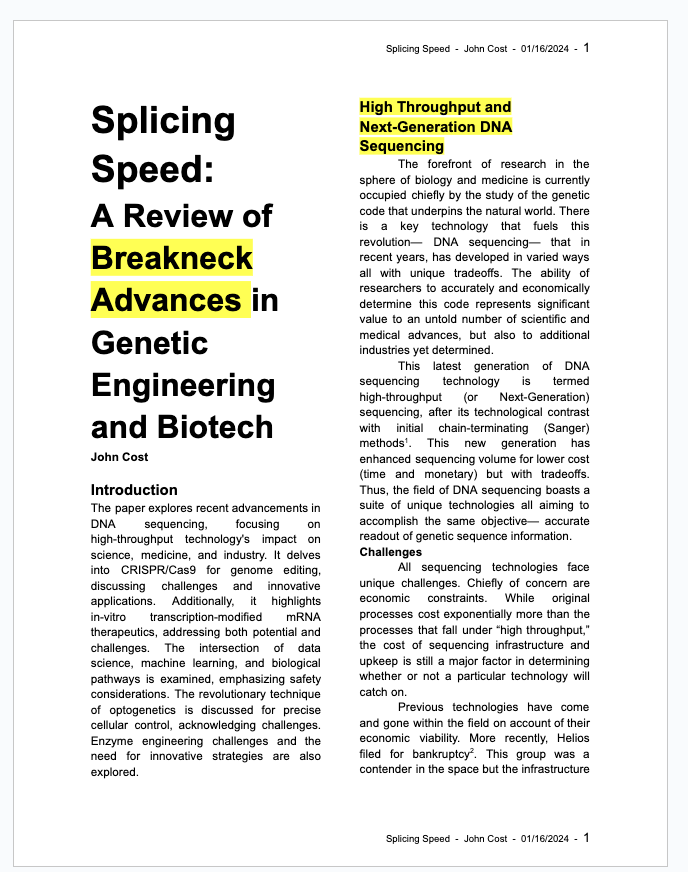 Splicing Speed - John Cost - 01/16/2024 - 1
Splicing
Speed:
A Review of
Breakneck
Advances in
Genetic
Engineering
and Biotech
John Cost
Introduction
The paper explores recent advancements in
DNA sequencing, focusing on
high-throughput technology's impact on
science, medicine, and industry. It delves
into CRISPR/Cas9 for genome editing,
discussing challenges and innovative
applications. Additionally, it highlights
in-vitro transcription-modified mRNA
therapeutics, addressing both potential and
challenges. The intersection of data
science, machine learning, and biological
pathways is examined, emphasizing safety
considerations. The revolutionary technique
of optogenetics is discussed for precise
cellular control, acknowledging challenges.
Enzyme engineering challenges and the
need for innovative strategies are also
explored.
High Throughput and
Next-Generation DNA
Sequencing
The forefront of research in the
sphere of biology and medicine is currently
occupied chiefly by the study of the genetic
code that underpins the natural world. There
is a key technology that fuels this
revolution— DNA sequencing— that in
recent years, has developed in varied ways
all with unique tradeoffs. The ability of
researchers to accurately and economically
determine this code represents significant
value to an untold number of scientific and
medical advances, but also to additional
industries yet determined.
This latest generation of DNA
sequencing technology is termed
high-throughput (or Next-Generation)
sequencing, after its technological contrast
with initial chain-terminating (Sanger)
methods¹. This new generation has
enhanced sequencing volume for lower cost
(time and monetary) but with tradeoffs.
Thus, the field of DNA sequencing boasts a
suite of unique technologies all aiming to
accomplish the same objective— accurate
readout of genetic sequence information.
Challenges
All sequencing technologies face
unique challenges. Chiefly of concern are
economic constraints. While original
processes cost exponentially more than the
processes that fall under “high throughput,”
the cost of sequencing infrastructure and
upkeep is still a major factor in determining
whether or not a particular technology will
catch on.
Previous technologies have come
and gone within the field on account of their
economic viability. More recently, Helios
filed for bankruptcy². This group was a
contender in the space but the infrastructure
Splicing Speed - John Cost - 01/16/2024 - 1